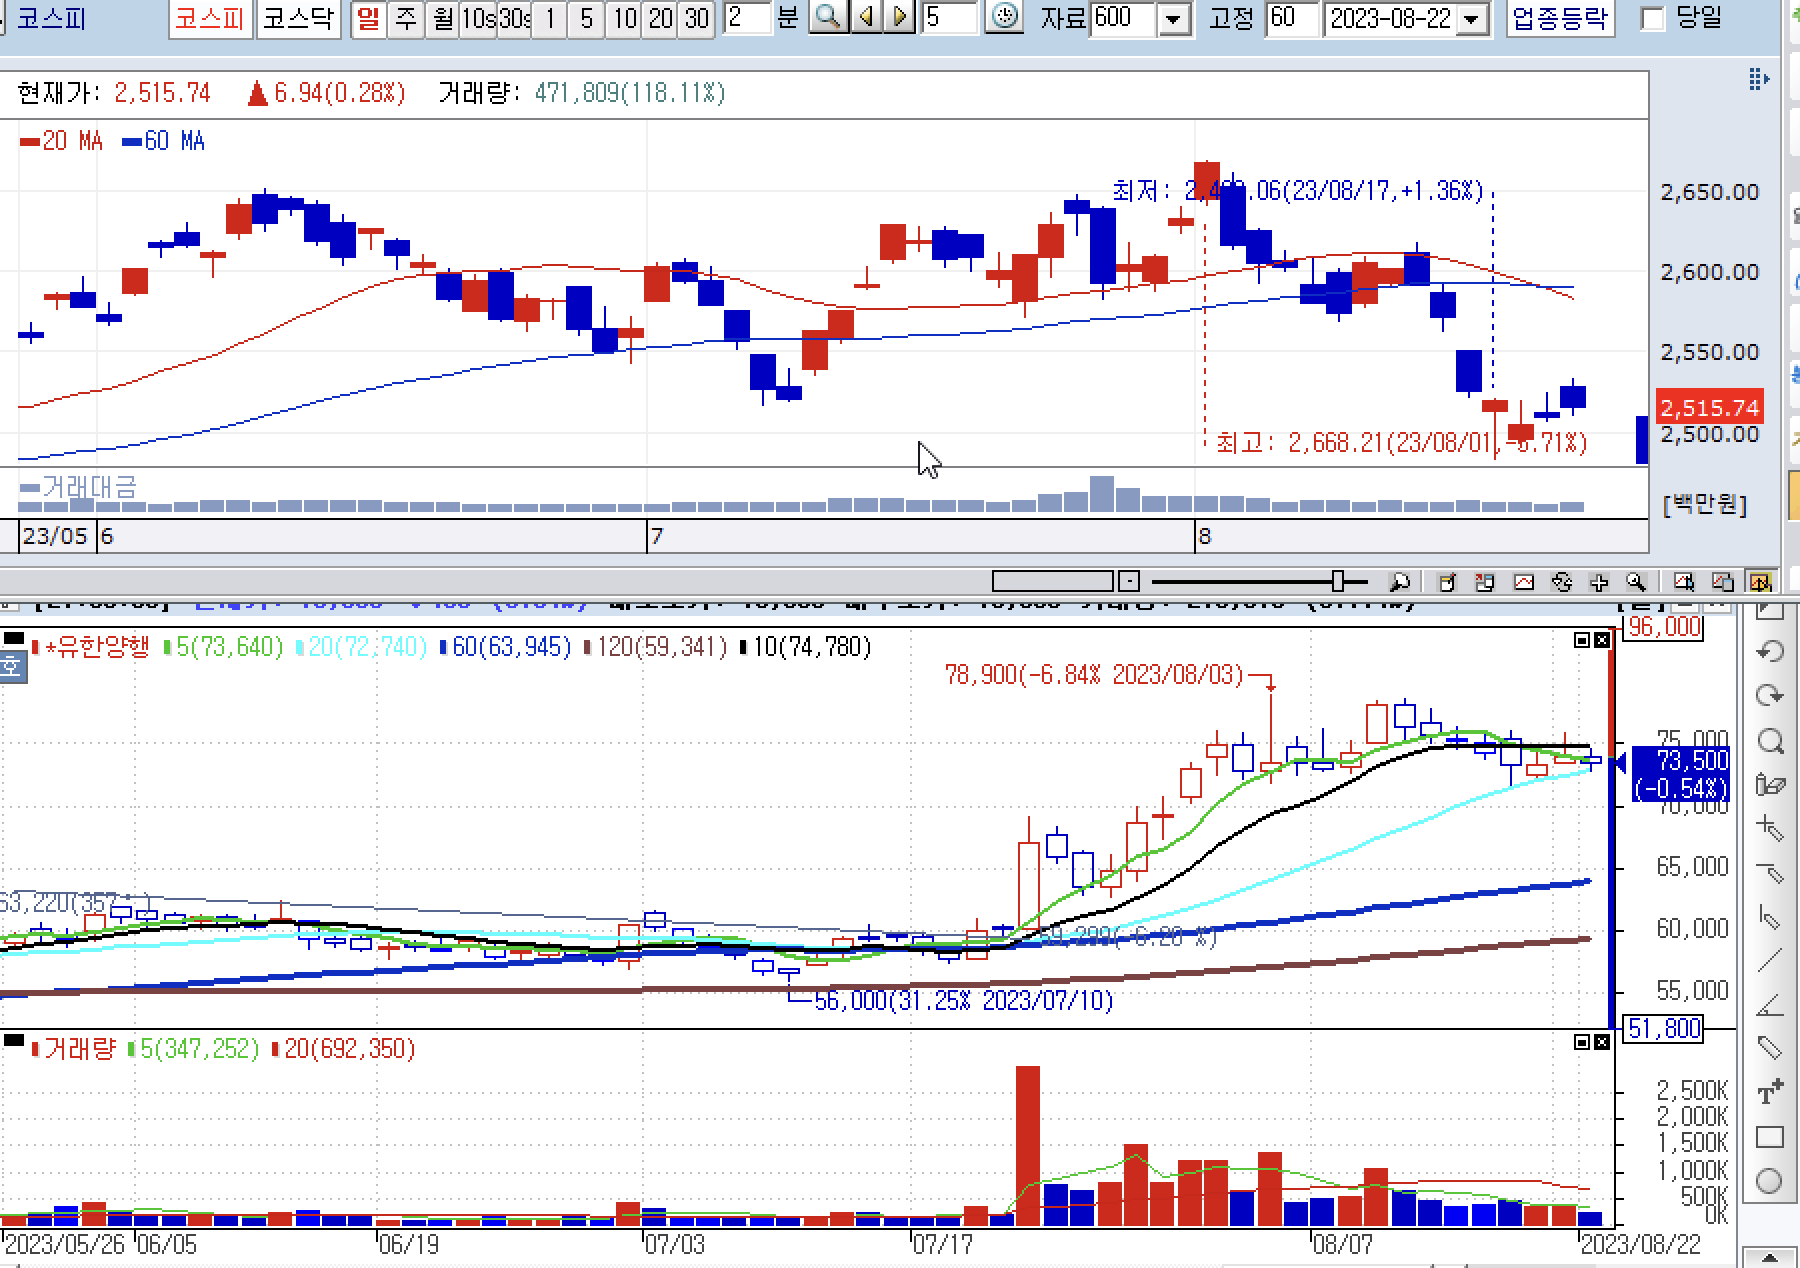 코스피 코스피 코스닥 일 주 월 10s 30s 1 5 10 20 30 2 분 5 자료 600 고정 60 2023-08-22 업종등락 당일
현재가: 2,515.74 ▲6.94(0.28%) 거래량: 471,809(118.11%)
20 MA 60 MA
최저: 2,4 .06(23/08/17,+1.36%)
2,650.00
2,600.00
2,550.00
2,515.74
2,500.00
최고: 2,668.21(23/08/01,- .71%)
거래대금
[백만원]
23/05 6 7 8
*유한양행 5(73,640) 20(72,740) 60(63,945) 120(59,341) 10(74,780)
호
96,000
78,900(-6.84% 2023/08/03)
75,000
73,500
(-0.54%)
70,000
65,000
63,220(357
60,000
56,000(31.25% 2023/07/10)
55,000
51,800
거래량 5(347,252) 20(692,350)
2,500K
2,000K
1,500K
1,000K
500K
0K
2023/05/26 06/05 06/19 07/03 07/17 08/07 2023/08/22